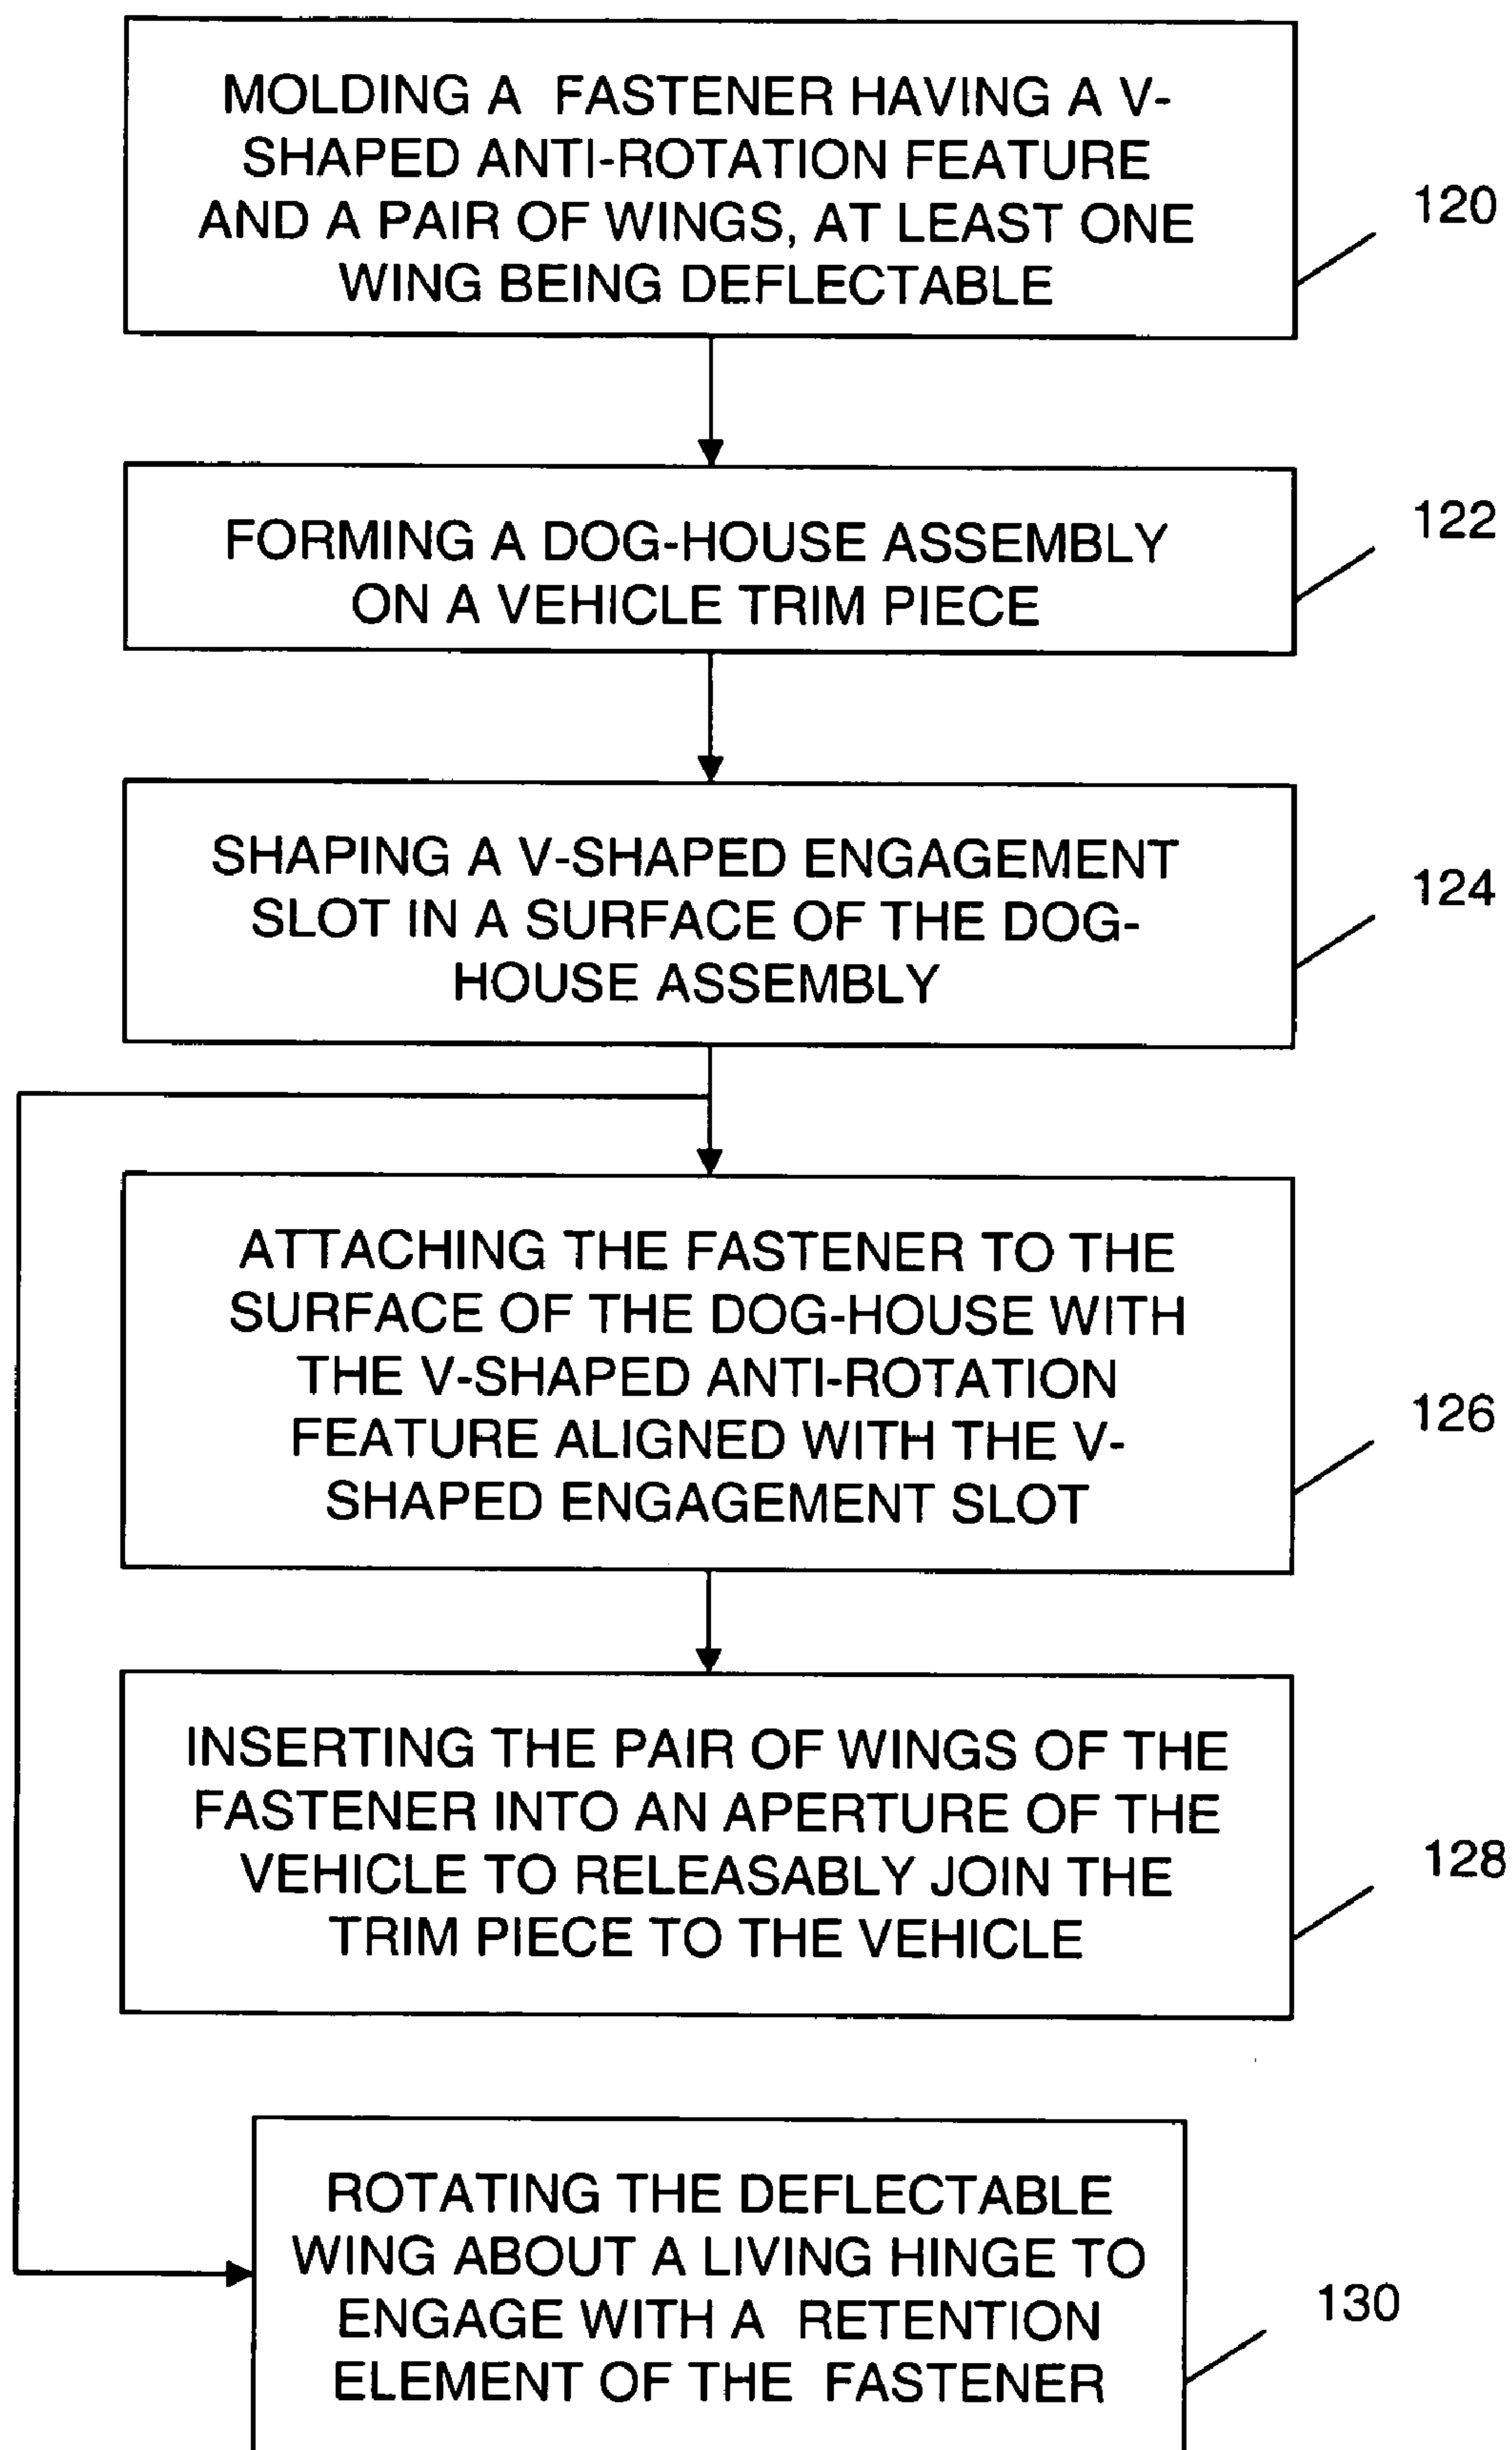 MOLDING A FASTENER HAVING A V-
SHAPED ANTI-ROTATION FEATURE
AND A PAIR OF WINGS, AT LEAST ONE
WING BEING DEFLECTABLE
120
FORMING A DOG-HOUSE ASSEMBLY
ON A VEHICLE TRIM PIECE
122
SHAPING A V-SHAPED ENGAGEMENT
SLOT IN A SURFACE OF THE DOG-
HOUSE ASSEMBLY
124
ATTACHING THE FASTENER TO THE
SURFACE OF THE DOG-HOUSE WITH
THE V-SHAPED ANTI-ROTATION
FEATURE ALIGNED WITH THE V-
SHAPED ENGAGEMENT SLOT
126
INSERTING THE PAIR OF WINGS OF THE
FASTENER INTO AN APERTURE OF THE
VEHICLE TO RELEASABLY JOIN THE
TRIM PIECE TO THE VEHICLE
128
ROTATING THE DEFLECTABLE
WING ABOUT A LIVING HINGE TO
ENGAGE WITH A RETENTION
ELEMENT OF THE FASTENER
130